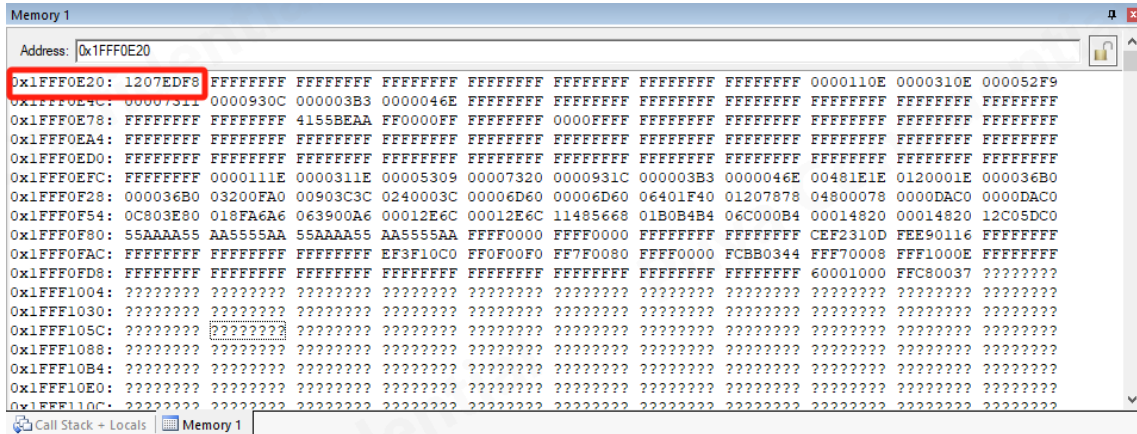 Memory 1
Address: 0x1FFF0E20
0x1FFF0E20: 1207EDF8 FFFFFFFF FFFFFFFF FFFFFFFF FFFFFFFF FFFFFFFF FFFFFFFF FFFFFFFF 0000110E 0000310E 000052F9
0x1FFF0E4C: 00007311 0000930C 000003B3 0000046E FFFFFFFF FFFFFFFF FFFFFFFF FFFFFFFF FFFFFFFF FFFFFFFF FFFFFFFF
0x1FFF0E78: FFFFFFFF FFFFFFFF 4155BEAA FF0000FF FFFFFFFF 0000FFFF FFFFFFFF FFFFFFFF FFFFFFFF FFFFFFFF FFFFFFFF
0x1FFF0EA4: FFFFFFFF FFFFFFFF FFFFFFFF FFFFFFFF FFFFFFFF FFFFFFFF FFFFFFFF FFFFFFFF FFFFFFFF FFFFFFFF FFFFFFFF
0x1FFF0ED0: FFFFFFFF FFFFFFFF FFFFFFFF FFFFFFFF FFFFFFFF FFFFFFFF FFFFFFFF FFFFFFFF FFFFFFFF FFFFFFFF FFFFFFFF
0x1FFF0EFC: FFFFFFFF 0000111E 0000311E 00005309 00007320 0000931C 000003B3 0000046E 00481E1E 0120001E 000036B0
0x1FFF0F28: 000036B0 03200FA0 00903C3C 0240003C 00006D60 00006D60 06401F40 01207878 04800078 0000DAC0 0000DAC0
0x1FFF0F54: 0C803E80 018FA6A6 063900A6 00012E6C 00012E6C 11485668 01B0B4B4 06C000B4 00014820 00014820 12C05DC0
0x1FFF0F80: 55AAAA55 AA5555AA 55AAAA55 AA5555AA FFFF0000 FFFF0000 FFFFFFFF FFFFFFFF CEF2310D FEE90116 FFFFFFFF
0x1FFF0FAC: FFFFFFFF FFFFFFFF FFFFFFFF EF3F10C0 FF0F00F0 FF7F0080 FFFF0000 FCBB0344 FFF70008 FFF1000E FFFFFFFF
0x1FFF0FD8: FFFFFFFF FFFFFFFF FFFFFFFF FFFFFFFF FFFFFFFF FFFFFFFF FFFFFFFF FFFFFFFF 60001000 FFC80037 ????????
0x1FFF1004: ???????? ???????? ???????? ???????? ???????? ???????? ???????? ???????? ???????? ???????? ????????
0x1FFF1030: ???????? ???????? ???????? ???????? ???????? ???????? ???????? ???????? ???????? ???????? ????????
0x1FFF105C: ???????? ???????? ???????? ???????? ???????? ???????? ???????? ???????? ???????? ???????? ????????
0x1FFF1088: ???????? ???????? ???????? ???????? ???????? ???????? ???????? ???????? ???????? ???????? ????????
0x1FFF10B4: ???????? ???????? ???????? ???????? ???????? ???????? ???????? ???????? ???????? ???????? ????????
0x1FFF10E0: ???????? ???????? ???????? ???????? ???????? ???????? ???????? ???????? ???????? ???????? ????????
0x1FFF110C: ???????? ???????? ???????? ???????? ???????? ???????? ???????? ???????? ???????? ???????? ????????
Call Stack + Locals Memory 1